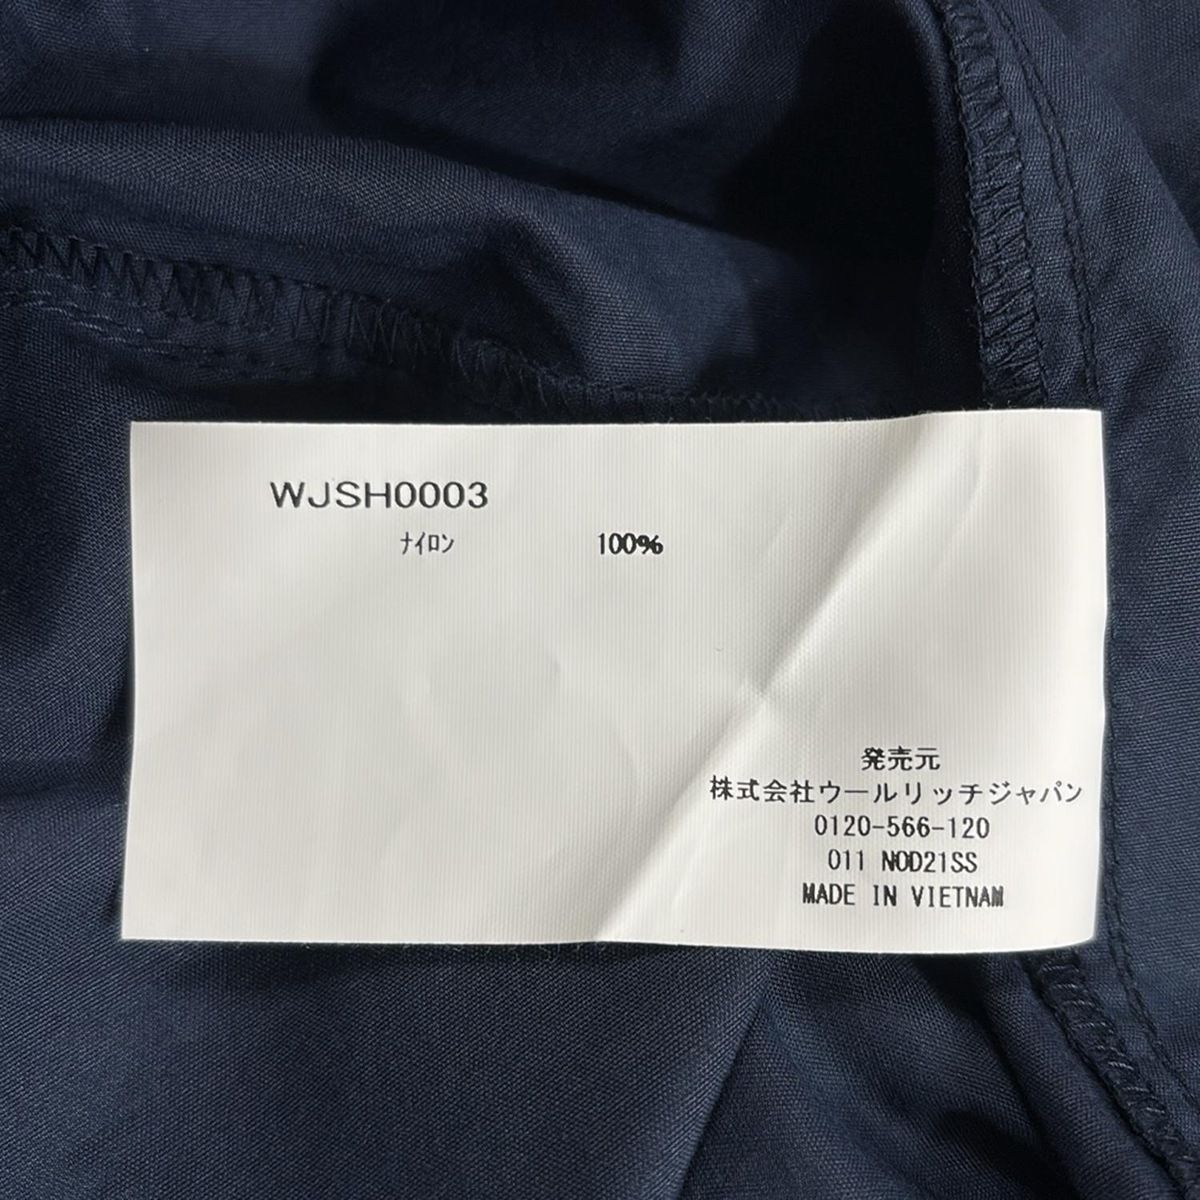 WJSH0003
ﾅｲﾛﾝ 100%
発売元
株式会社ウールリッチジャパン
0120-566-120
011 NOD21SS
MADE IN VIETNAM